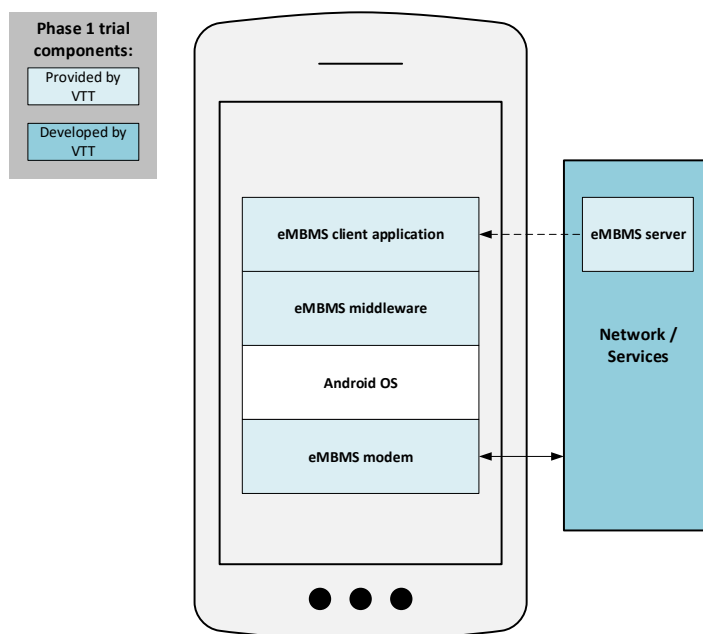 Phase 1 trial
components:
Provided by
VTT
Developed by
VTT
eMBMS client application
eMBMS server
eMBMS middleware
Network /
Services
Android OS
eMBMS modem